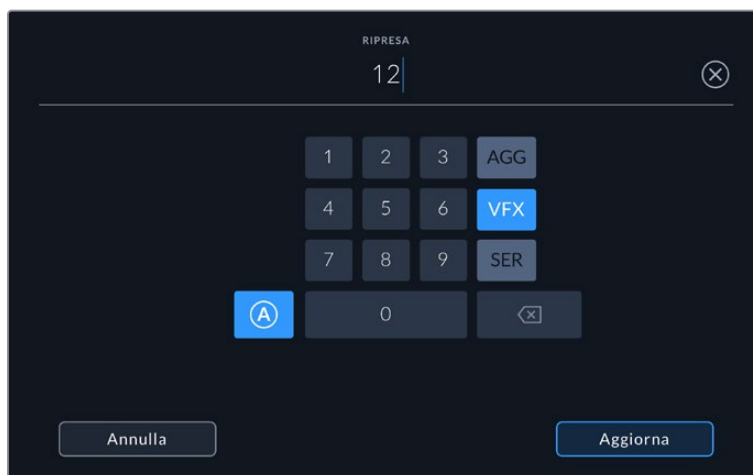 RIPRESA
12
1 2 3 AGG
4 5 6 VFX
7 8 9 SER
A 0
Annulla Aggiorna